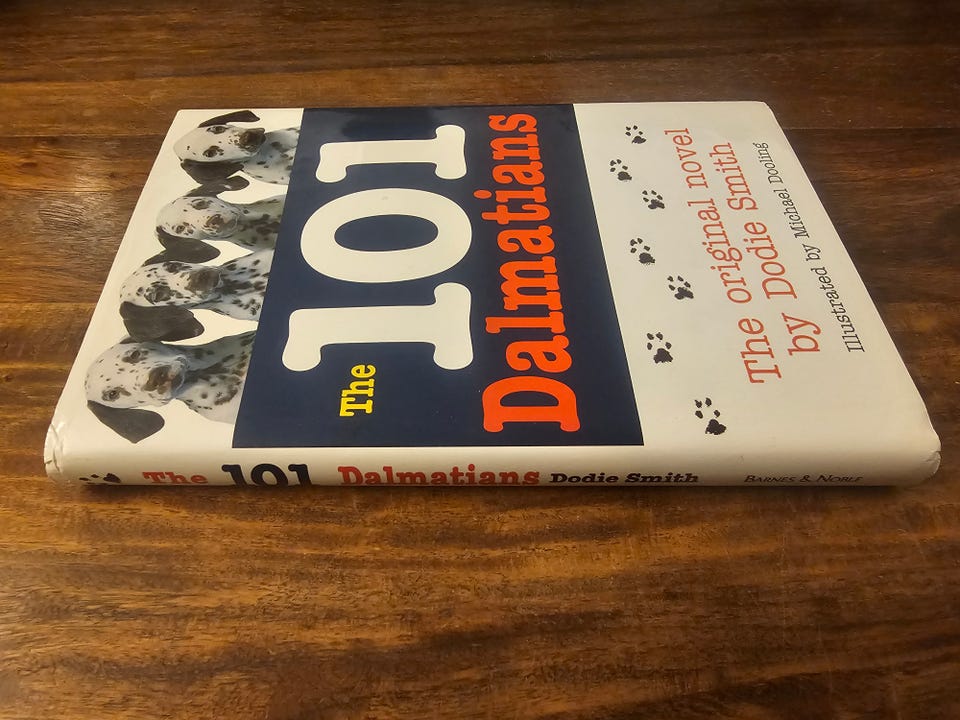 The 101
Dalmatians
The original novel
by Dodie Smith
Illustrated by Michael Dooling
The 101 Dalmatians Dodie Smith BARNES & NOBLE